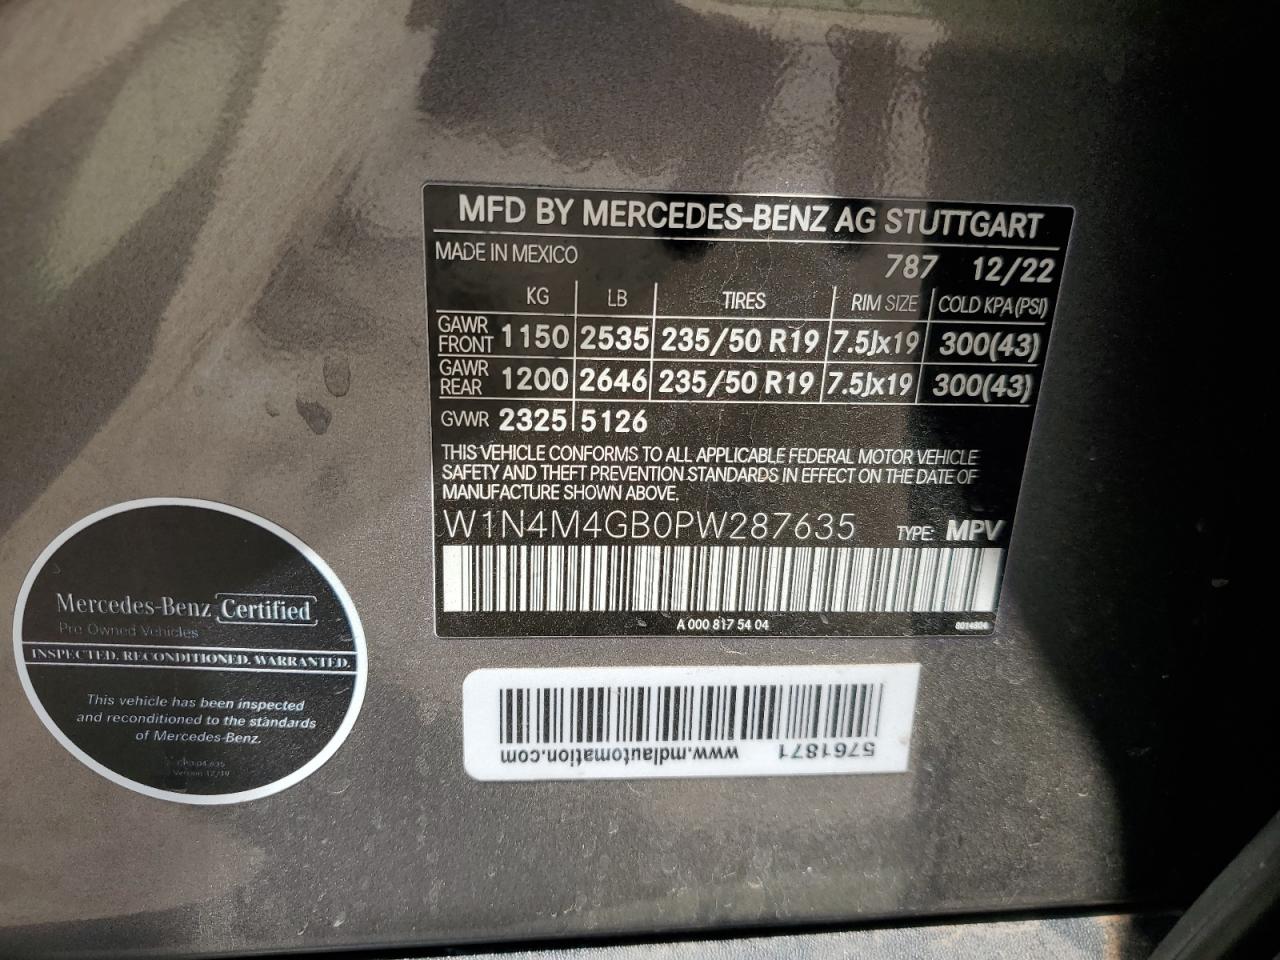 MFD BY MERCEDES-BENZ AG STUTTGART
MADE IN MEXICO 787 12/22
KG LB TIRES RIM SIZE COLD KPA (PSI)
GAWR FRONT 1150 2535 235/50 R19 7.5Jx19 300(43)
GAWR REAR 1200 2646 235/50 R19 7.5Jx19 300(43)
GVWR 2325 5126
THIS VEHICLE CONFORMS TO ALL APPLICABLE FEDERAL MOTOR VEHICLE
SAFETY AND THEFT PREVENTION STANDARDS IN EFFECT ON THE DATE OF
MANUFACTURE SHOWN ABOVE.
W1N4M4GB0PW287635 TYPE: MPV
A 000 817 54 04
Mercedes-Benz Certified
Pre Owned Vehicles
INSPECTED. RECONDITIONED. WARRANTED.
This vehicle has been inspected
and reconditioned to the standards
of Mercedes-Benz.
Version 12/19
5761871
www.mdlautomation.com